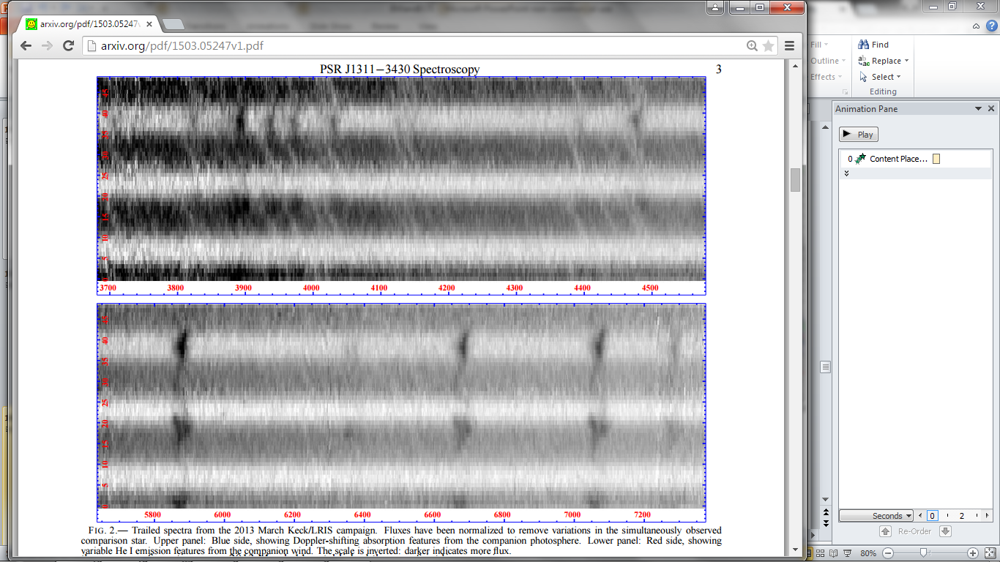 arxiv.org/pdf/1503.05247v
arxiv.org/pdf/1503.05247v1.pdf
PSR J1311−3430 Spectroscopy 3
45
40
35
30
25
20
15
10
5
3700 3800 3900 4000 4100 4200 4300 4400 4500
45
40
35
30
25
20
15
10
5
0
5800 6000 6200 6400 6600 6800 7000 7200
FIG. 2.— Trailed spectra from the 2013 March Keck/LRIS campaign. Fluxes have been normalized to remove variations in the simultaneously observed
comparison star. Upper panel: Blue side, showing Doppler-shifting absorption features from the companion photosphere. Lower panel: Red side, showing
variable He I emission features from the companion wind. The scale is inverted: darker indicates more flux.
Fill
Outline
Effects
Find
Replace
Select
Editing
Animation Pane
Play
0 Content Place...
Seconds 0 2
Re-Order
80%